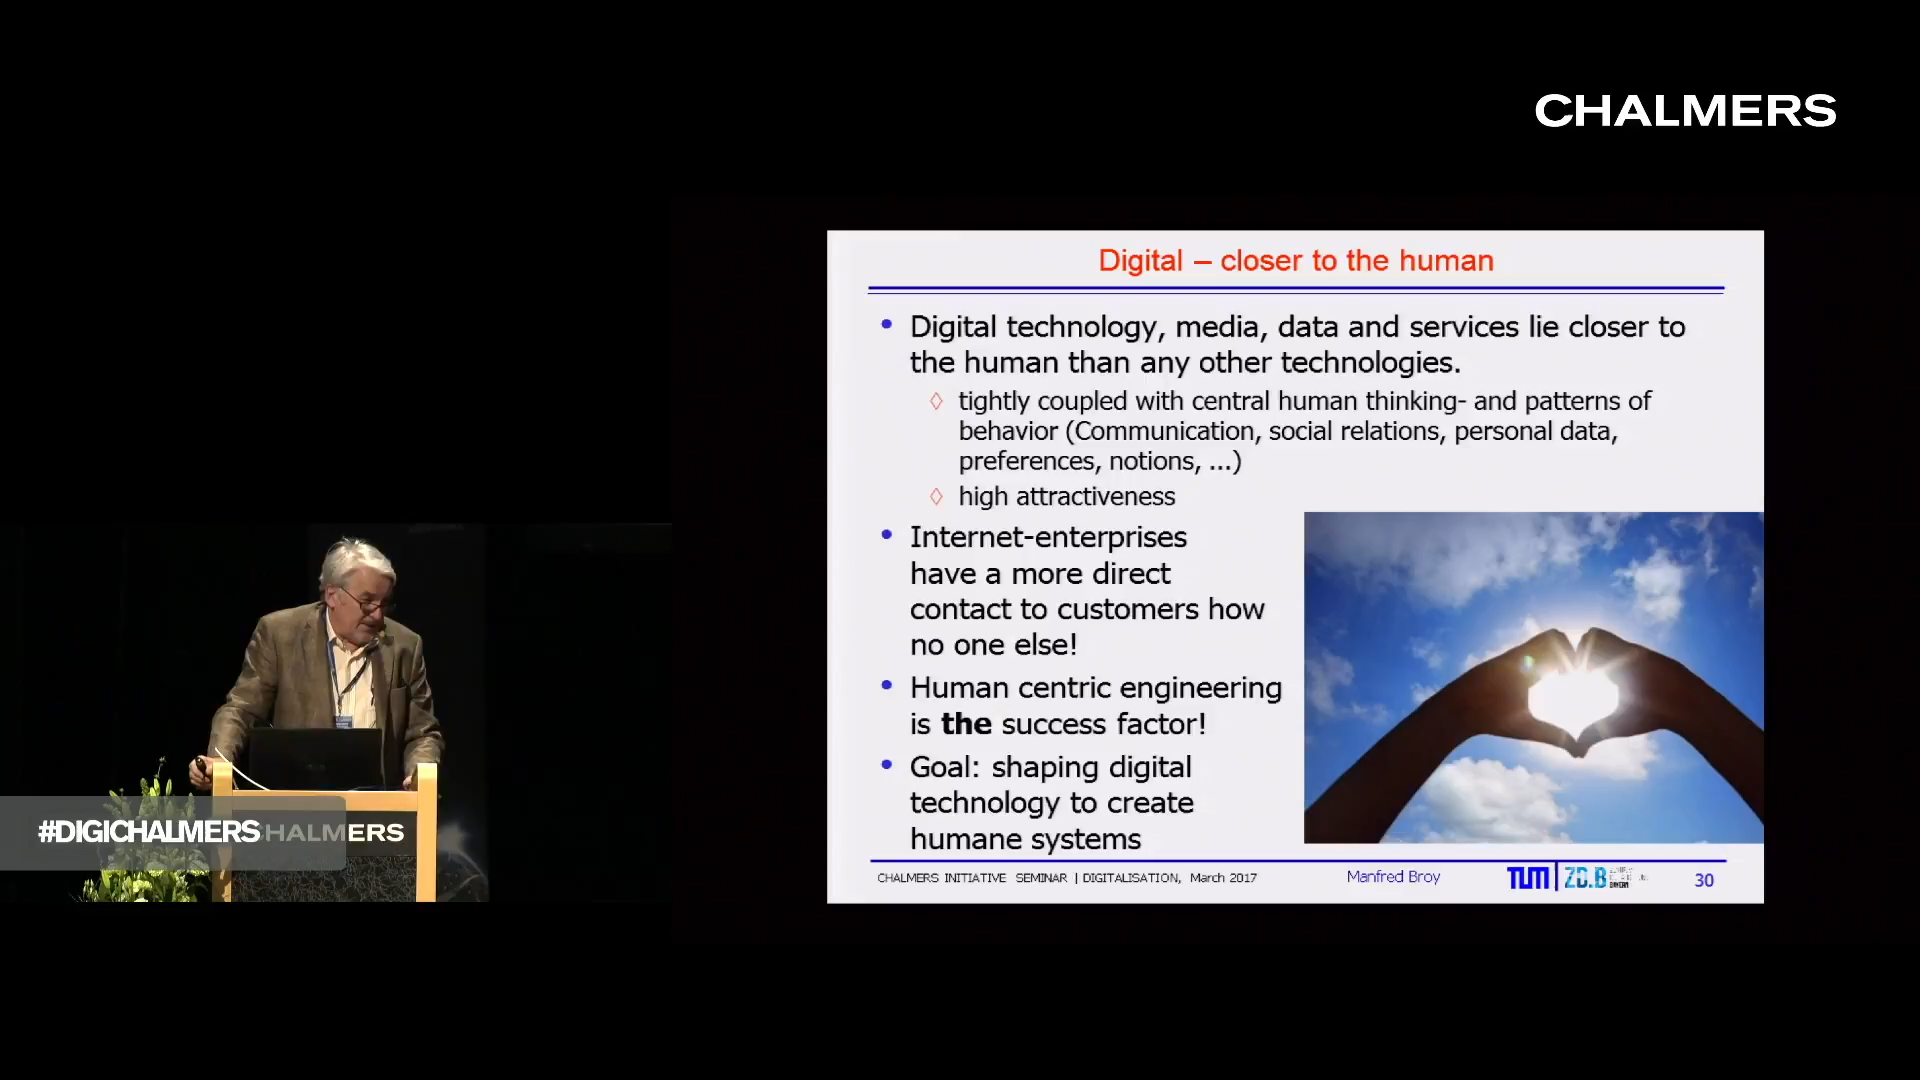 CHALMERS
Digital – closer to the human
• Digital technology, media, data and services lie closer to
the human than any other technologies.
◊ tightly coupled with central human thinking- and patterns of
behavior (Communication, social relations, personal data,
preferences, notions, ...)
◊ high attractiveness
• Internet-enterprises
have a more direct
contact to customers how
no one else!
• Human centric engineering
is the success factor!
• Goal: shaping digital
technology to create
humane systems
CHALMERS INITIATIVE SEMINAR | DIGITALISATION, March 2017
Manfred Broy
TUM
ZD.B
30
#DIGICHALMERS
CHALMERS